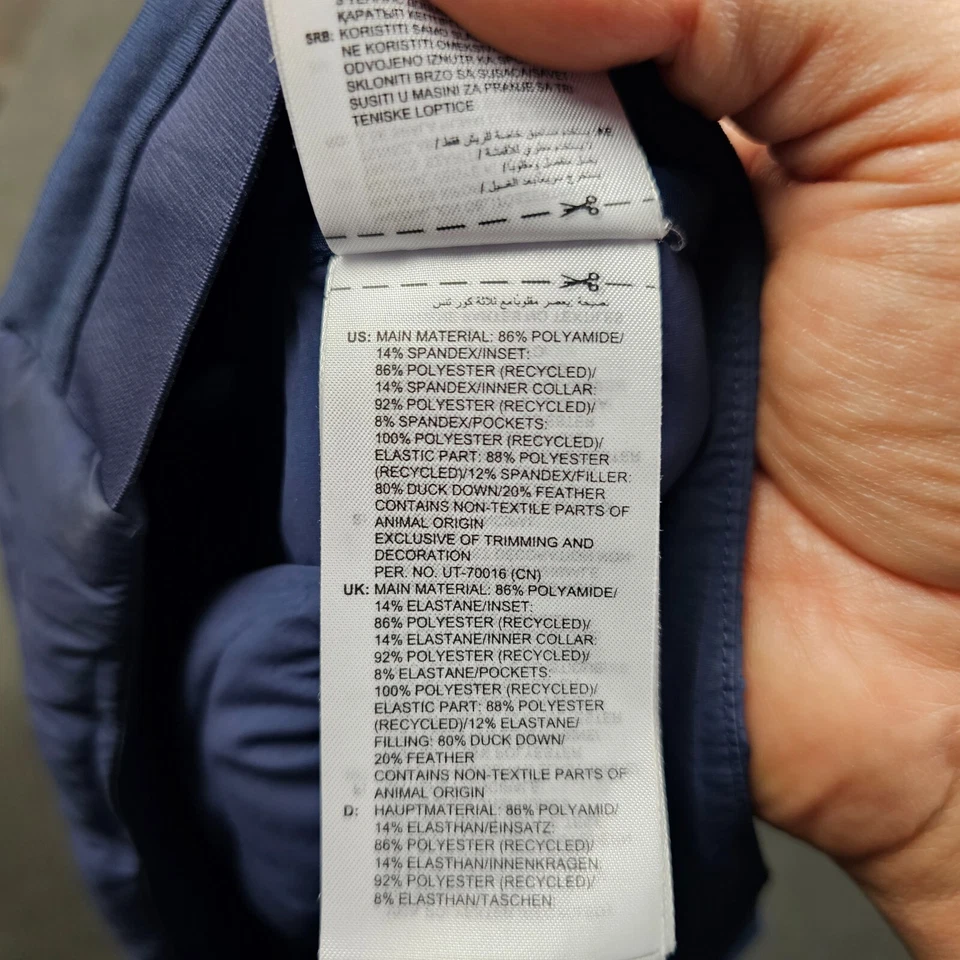 КАРАТЫП
SRB: KORISTITI SAMO
NE KORISTITI
ODVOJENO IZNUTR
SKLONITI BRZO SA
SUSITI U MASINI ZA PRANJE SA TRI
TENISKE LOPTICE
US: MAIN MATERIAL: 86% POLYAMIDE/
14% SPANDEX/INSET:
86% POLYESTER (RECYCLED)/
14% SPANDEX/INNER COLLAR:
92% POLYESTER (RECYCLED)/
8% SPANDEX/POCKETS:
100% POLYESTER (RECYCLED)/
ELASTIC PART: 88% POLYESTER
(RECYCLED)/12% SPANDEX/FILLER:
80% DUCK DOWN/20% FEATHER
CONTAINS NON-TEXTILE PARTS OF
ANIMAL ORIGIN
EXCLUSIVE OF TRIMMING AND
DECORATION
PER. NO. UT-70016 (CN)
UK: MAIN MATERIAL: 86% POLYAMIDE/
14% ELASTANE/INSET:
86% POLYESTER (RECYCLED)/
14% ELASTANE/INNER COLLAR:
92% POLYESTER (RECYCLED)/
8% ELASTANE/POCKETS:
100% POLYESTER (RECYCLED)/
ELASTIC PART: 88% POLYESTER
(RECYCLED)/12% ELASTANE/
FILLING: 80% DUCK DOWN/
20% FEATHER
CONTAINS NON-TEXTILE PARTS OF
ANIMAL ORIGIN
D: HAUPTMATERIAL: 86% POLYAMID/
14% ELASTHAN/EINSATZ:
86% POLYESTER (RECYCLED)/
14% ELASTHAN/INNENKRAGEN:
92% POLYESTER (RECYCLED)/
8% ELASTHAN/TASCHEN: